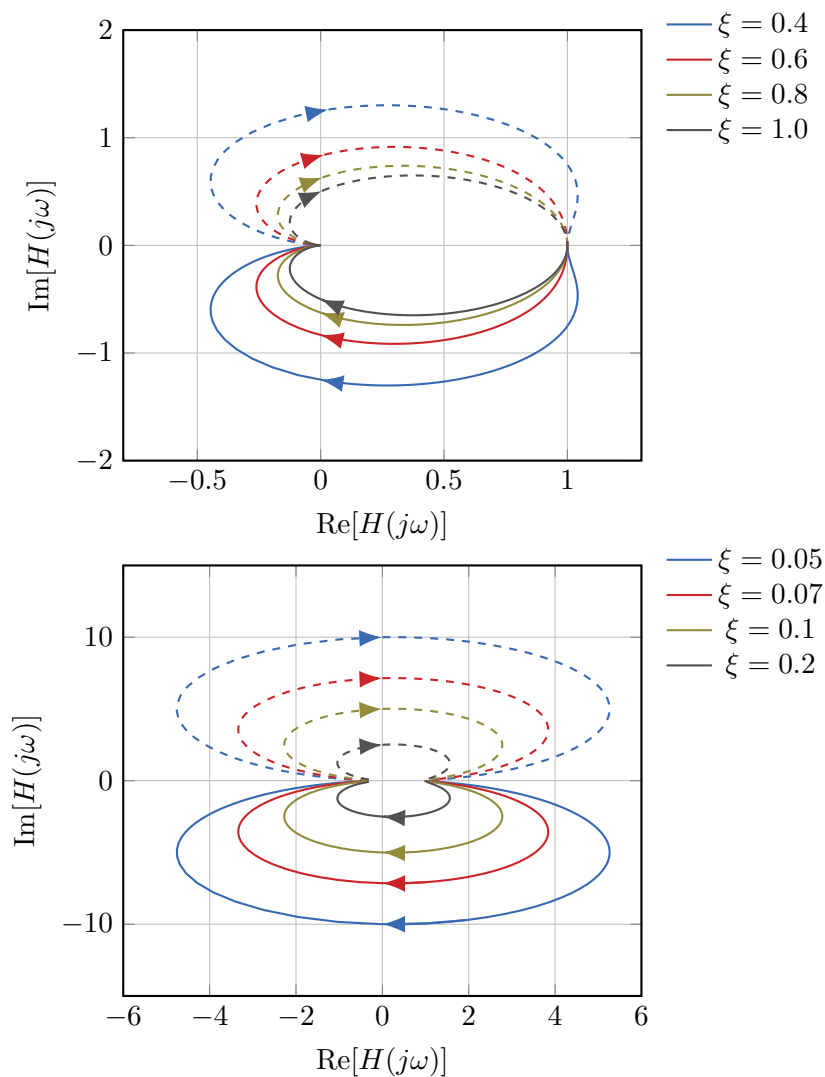 2
1
0
−1
−2
−0.5 0 0.5 1
Re[H(jω)]
Im[H(jω)]
ξ = 0.4
ξ = 0.6
ξ = 0.8
ξ = 1.0
10
0
−10
−6 −4 −2 0 2 4 6
Re[H(jω)]
Im[H(jω)]
ξ = 0.05
ξ = 0.07
ξ = 0.1
ξ = 0.2